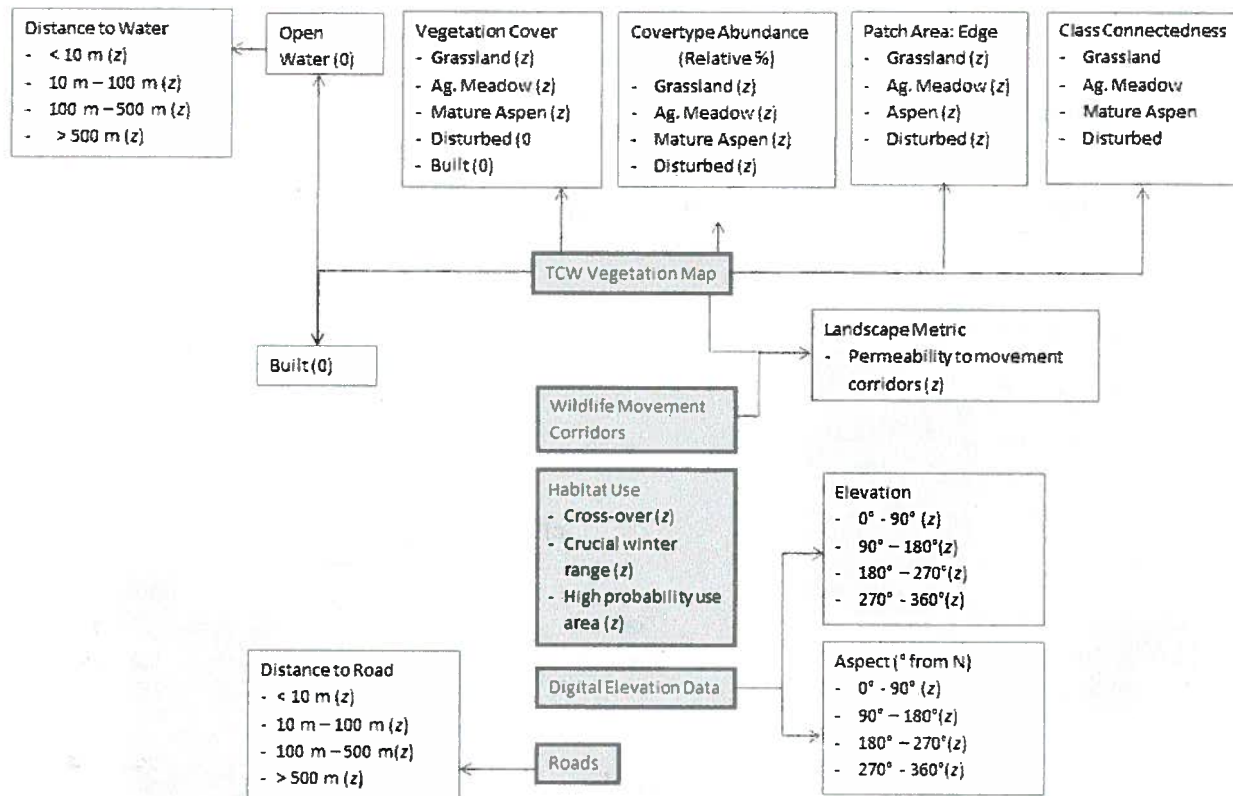 Distance to Water
- < 10 m (z)
- 10 m – 100 m (z)
- 100 m – 500 m (z)
- > 500 m (z)
Open
Water (0)
Vegetation Cover
- Grassland (z)
- Ag. Meadow (z)
- Mature Aspen (z)
- Disturbed (0
- Built (0)
Covertype Abundance
(Relative %)
- Grassland (z)
- Ag. Meadow (z)
- Mature Aspen (z)
- Disturbed (z)
Patch Area: Edge
- Grassland (z)
- Ag. Meadow (z)
- Aspen (z)
- Disturbed (z)
Class Connectedness
- Grassland
- Ag. Meadow
- Mature Aspen
- Disturbed
TCW Vegetation Map
Built (0)
Landscape Metric
- Permeability to movement
corridors (z)
Wildlife Movement
Corridors
Habitat Use
- Cross-over (z)
- Crucial winter
range (z)
- High probability use
area (z)
Elevation
- 0° - 90° (z)
- 90° – 180°(z)
- 180° – 270°(z)
- 270° - 360°(z)
Distance to Road
- < 10 m (z)
- 10 m – 100 m (z)
- 100 m – 500 m(z)
- > 500 m (z)
Digital Elevation Data
Aspect (° from N)
- 0° - 90° (z)
- 90° – 180°(z)
- 180° – 270°(z)
- 270° - 360°(z)
Roads